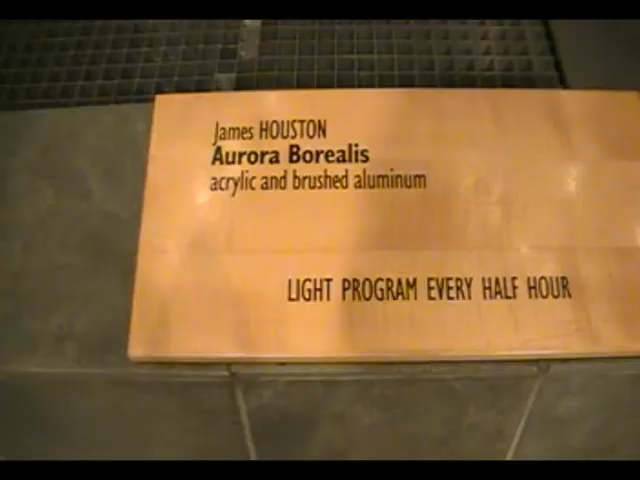 James HOUSTON
Aurora Borealis
acrylic and brushed aluminum
LIGHT PROGRAM EVERY HALF HOUR